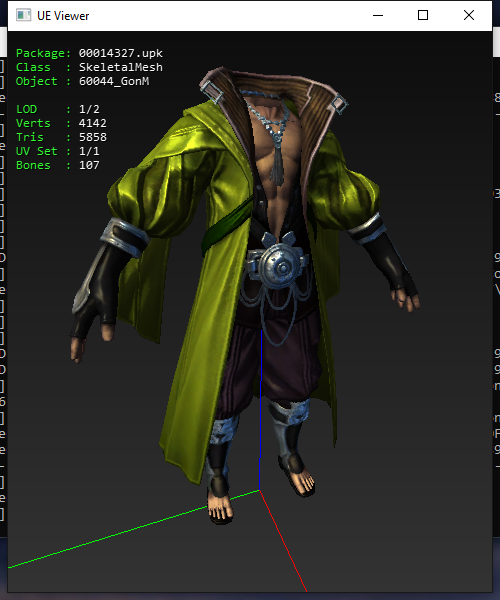 UE Viewer
Package: 00014327.upk
Class : SkeletalMesh
Object : 60044_GonM
LOD : 1/2
Verts : 4142
Tris : 5858
UV Set : 1/1
Bones : 107